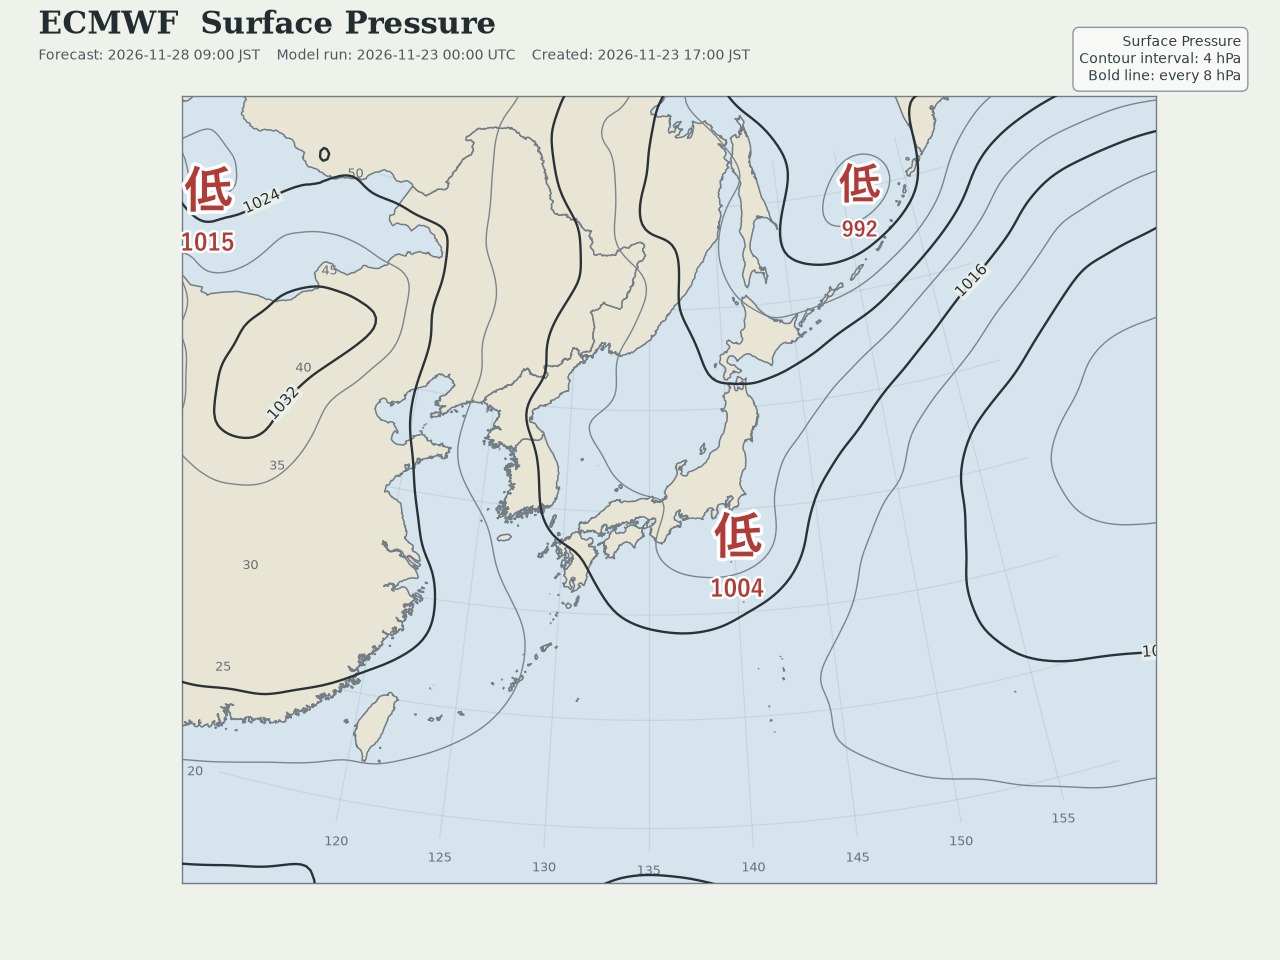 ECMWF  Surface Pressure
Forecast: 2026-11-28 09:00 JST    Model run: 2026-11-23 00:00 UTC    Created: 2026-11-23 17:00 JST
Surface Pressure
Contour interval: 4 hPa
Bold line: every 8 hPa
低
992
50
低
1024
1015
45
1016
40
1032
35
低
30
1004
10
25
20
155
120
150
125
145
130
140
135